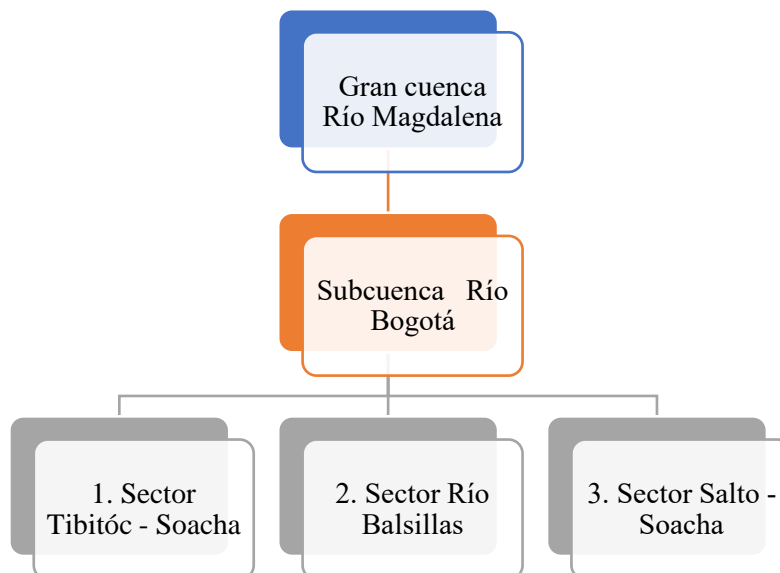 Gran cuenca
Río Magdalena
Subcuenca Río
Bogotá
1. Sector
Tibitóc - Soacha
2. Sector Río
Balsillas
3. Sector Salto -
Soacha